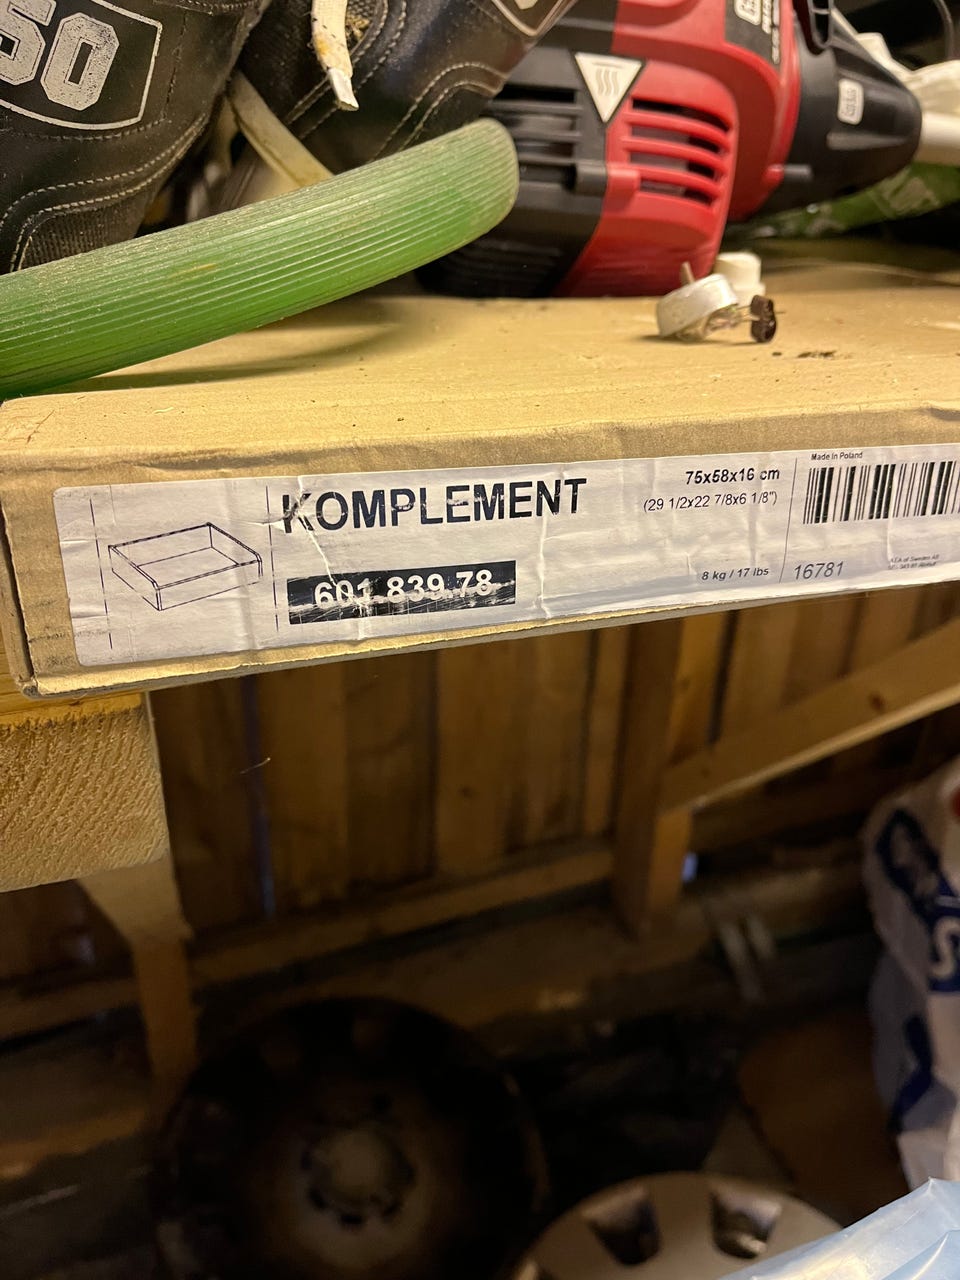 50
KOMPLEMENT
75x58x16 cm
(29 1/2x22 7/8x6 1/8")
601.839.78
8 kg / 17 lbs
Made in Poland
16781